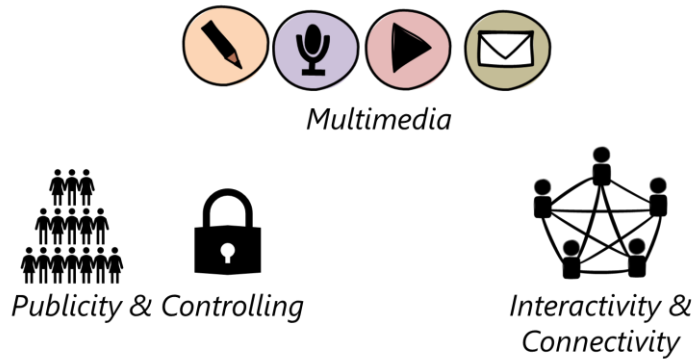 Multimedia
Publicity & Controlling
Interactivity &
Connectivity